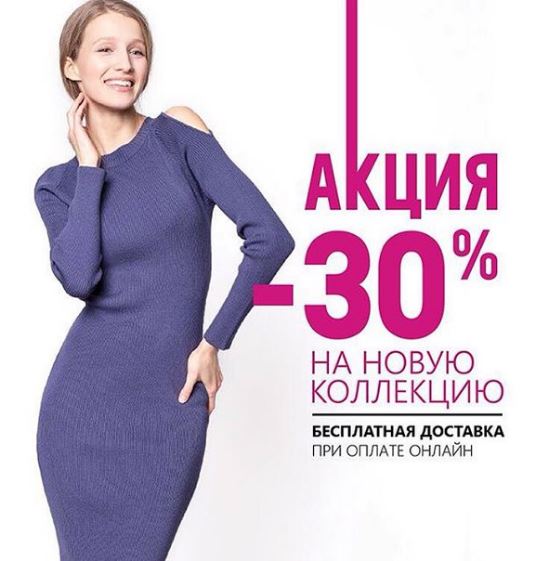 АКЦИЯ
-30%
НА НОВУЮ
КОЛЛЕКЦИЮ
БЕСПЛАТНАЯ ДОСТАВКА
ПРИ ОПЛАТЕ ОНЛАЙН